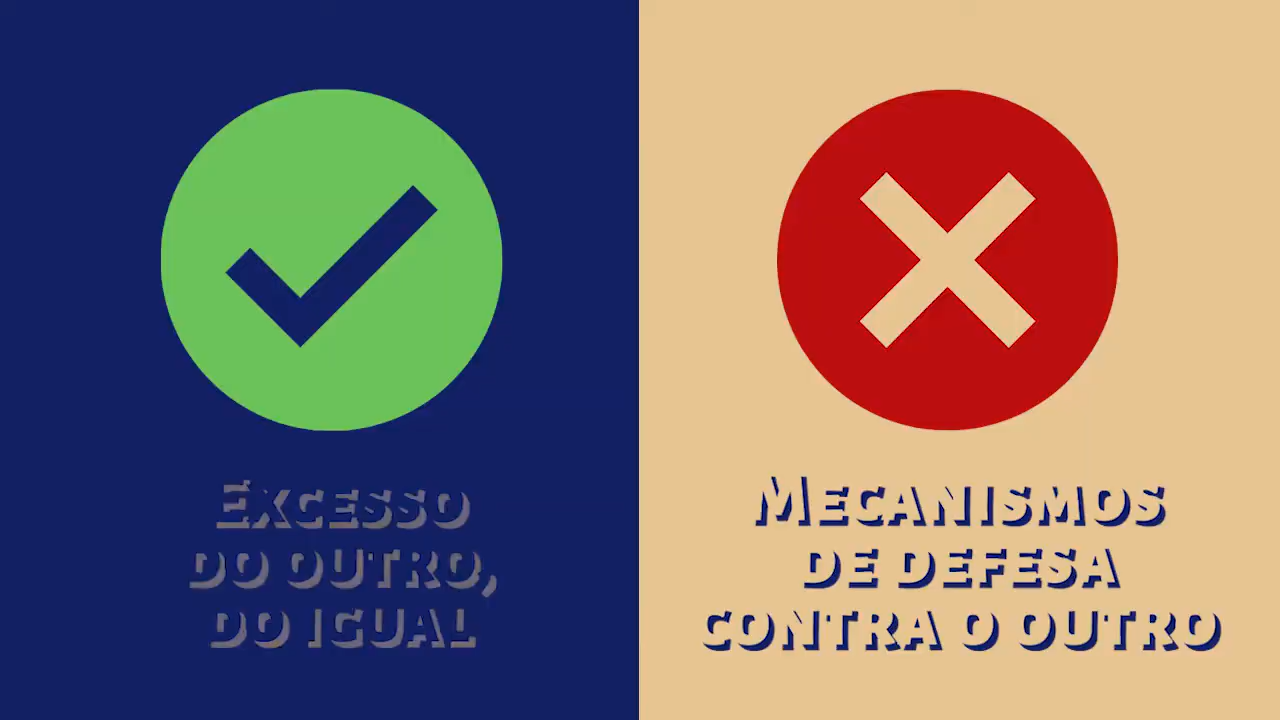 Excesso
do outro,
do igual
Mecanismos
de defesa
contra o outro